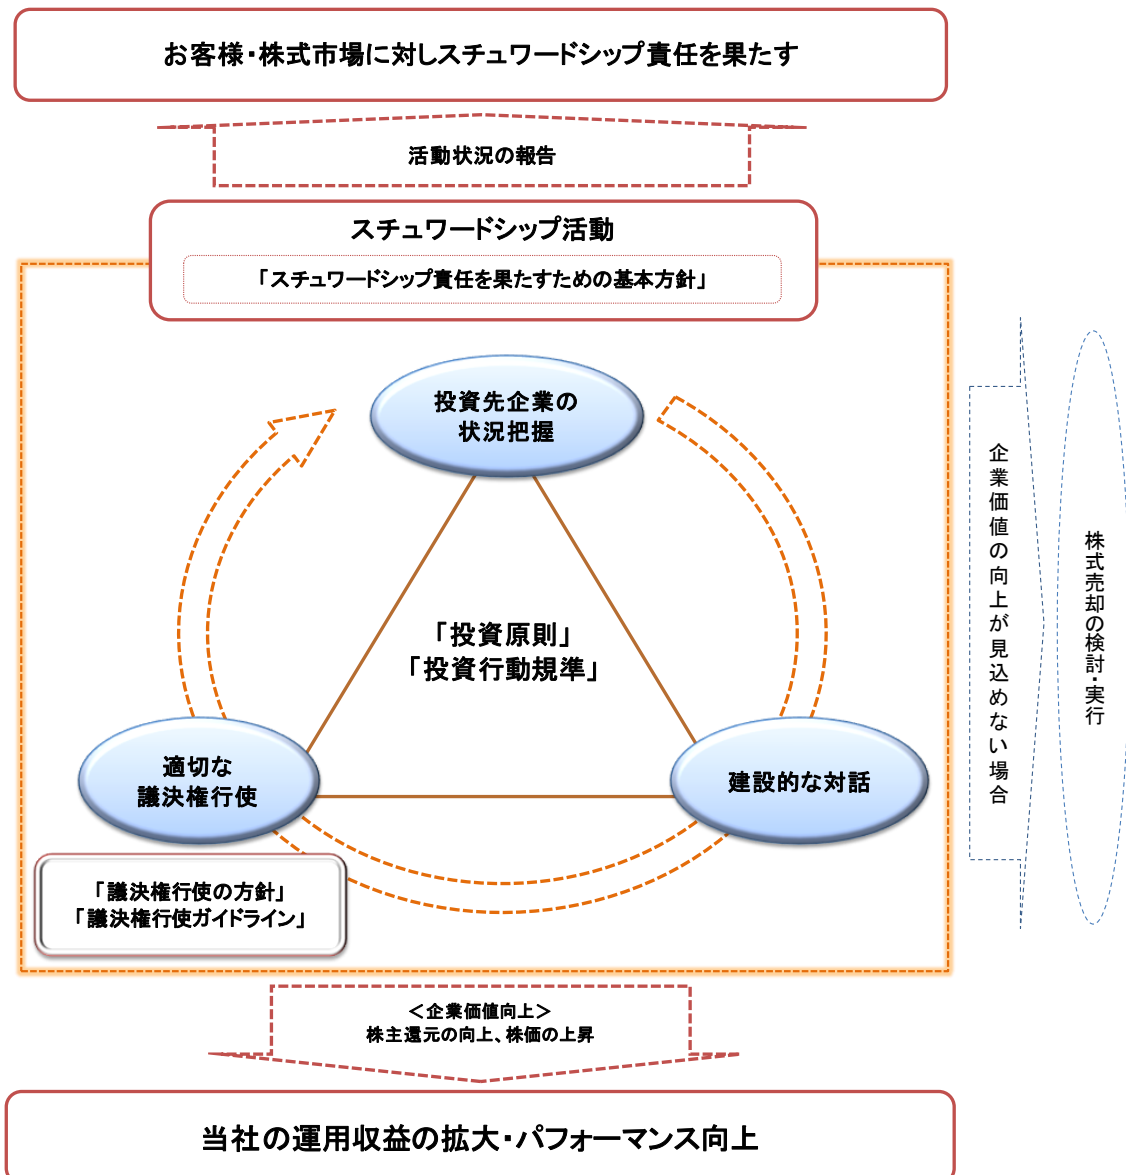 お客様・株式市場に対しスチュワードシップ責任を果たす
活動状況の報告
スチュワードシップ活動
「スチュワードシップ責任を果たすための基本方針」
投資先企業の
状況把握
「投資原則」
「投資行動規準」
適切な
議決権行使
建設的な対話
「議決権行使の方針」
「議決権行使ガイドライン」
企業価値の向上が見込めない場合
株式売却の検討・実行
＜企業価値向上＞
株主還元の向上、株価の上昇
当社の運用収益の拡大・パフォーマンス向上